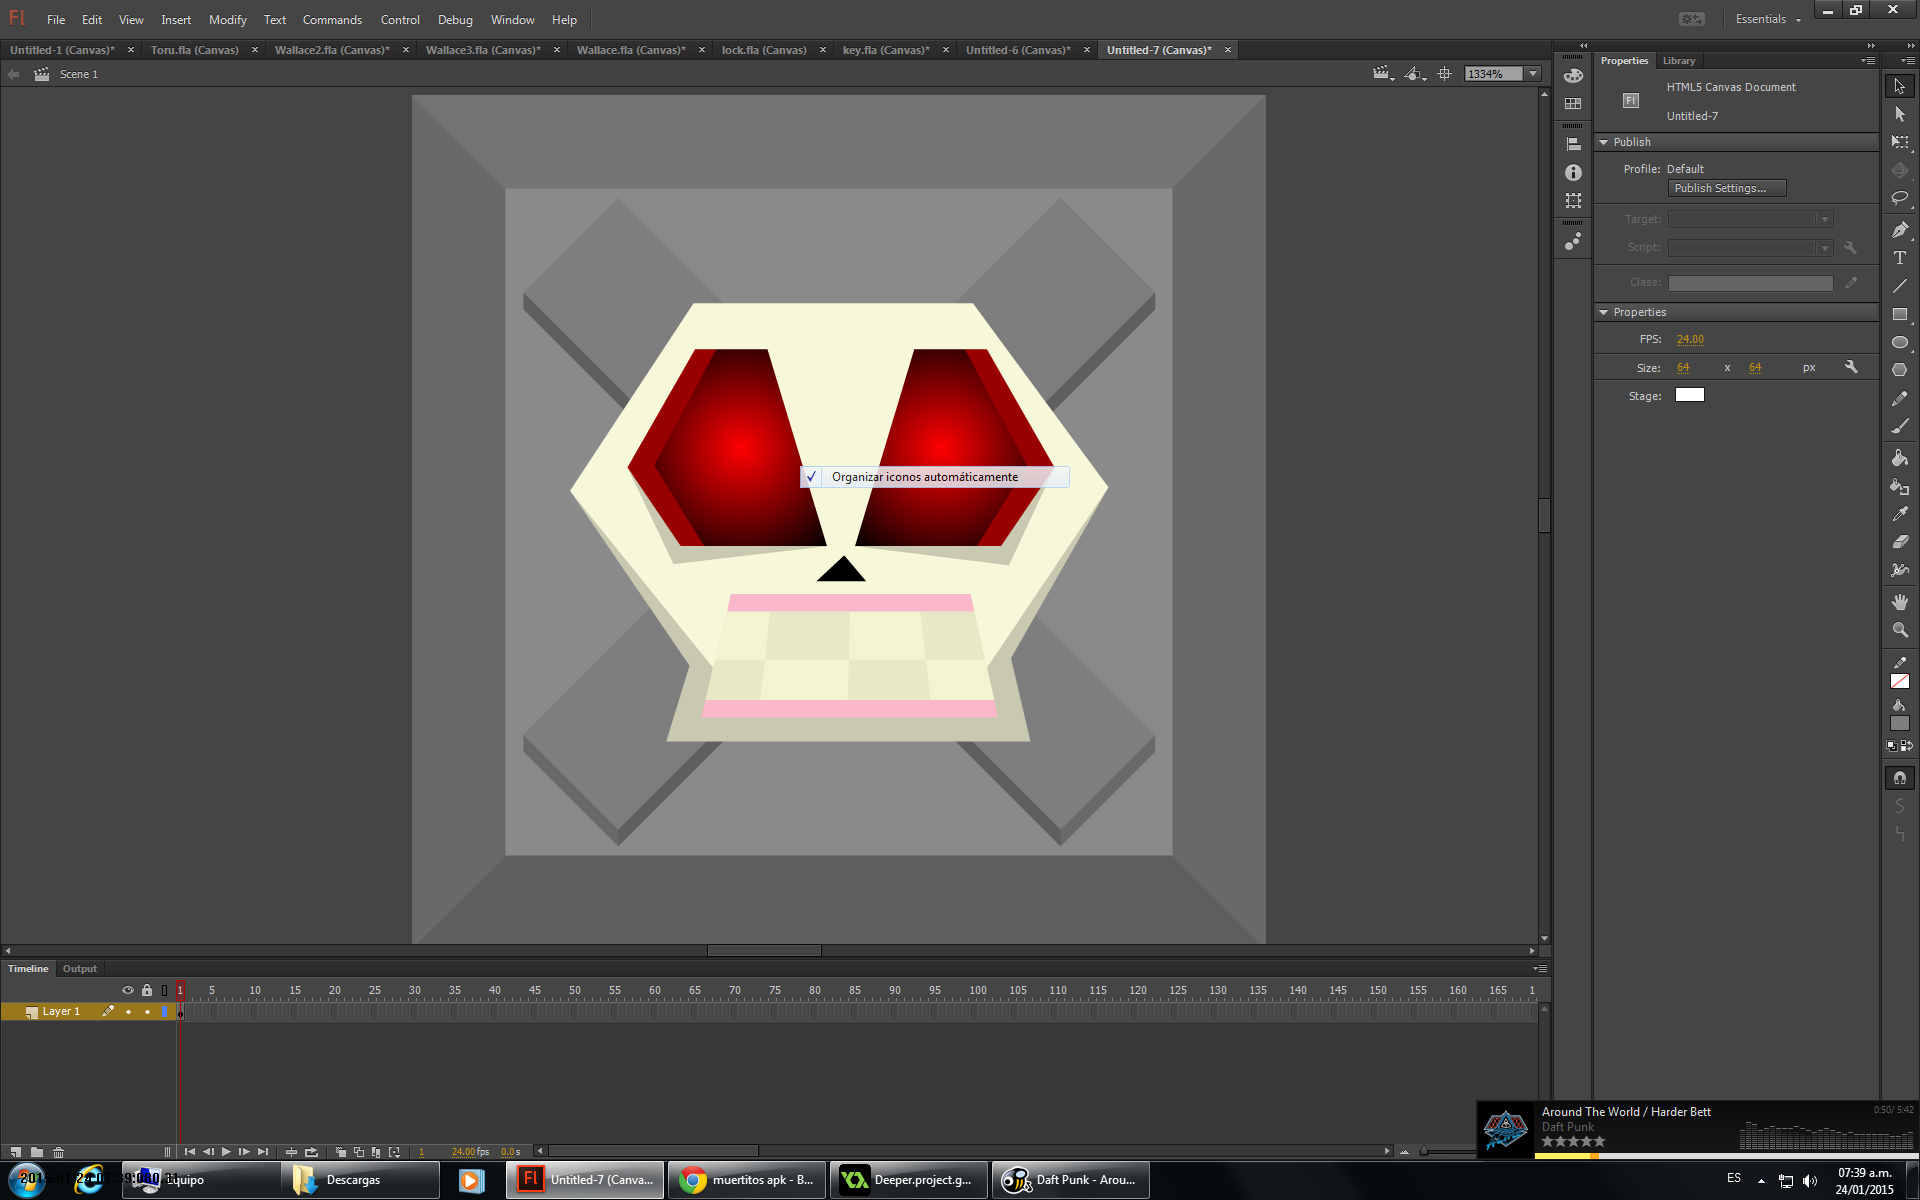 Fl File Edit View Insert Modify Text Commands Control Debug Window Help Essentials
Untitled-1 (Canvas)* Toru.fla (Canvas) Wallace2.fla (Canvas)* Wallace3.fla (Canvas)* Wallace.fla (Canvas)* lock.fla (Canvas) key.fla (Canvas)* Untitled-6 (Canvas)* Untitled-7 (Canvas)*
Scene 1 1334%
Properties Library
HTML5 Canvas Document
Fl
Untitled-7
Publish
Profile: Default
Publish Settings...
Target:
Script:
Class:
Properties
FPS: 24.00
Size: 64 x 64 px
Stage:
Organizar iconos automáticamente
Timeline Output
1 5 10 15 20 25 30 35 40 45 50 55 60 65 70 75 80 85 90 95 100 105 110 115 120 125 130 135 140 145 150 155 160 165 1
Layer 1
1 24.00 fps 0.0 s
Around The World / Harder Bett 0:50/ 5:42
Daft Punk
Equipo Descargas Untitled-7 (Canva... muertitos apk - B... Deeper.project.g... Daft Punk - Arou... ES
07:39 a.m.
24/01/2015